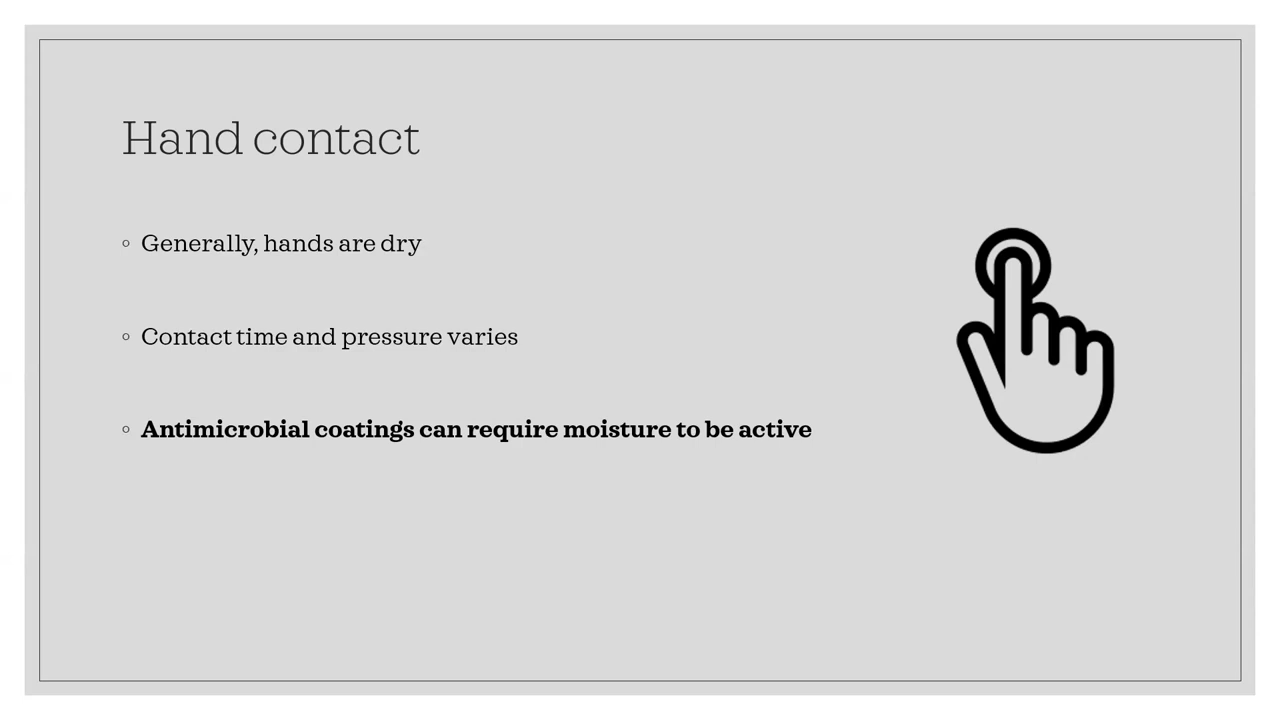 Hand contact
Generally, hands are dry
Contact time and pressure varies
Antimicrobial coatings can require moisture to be active